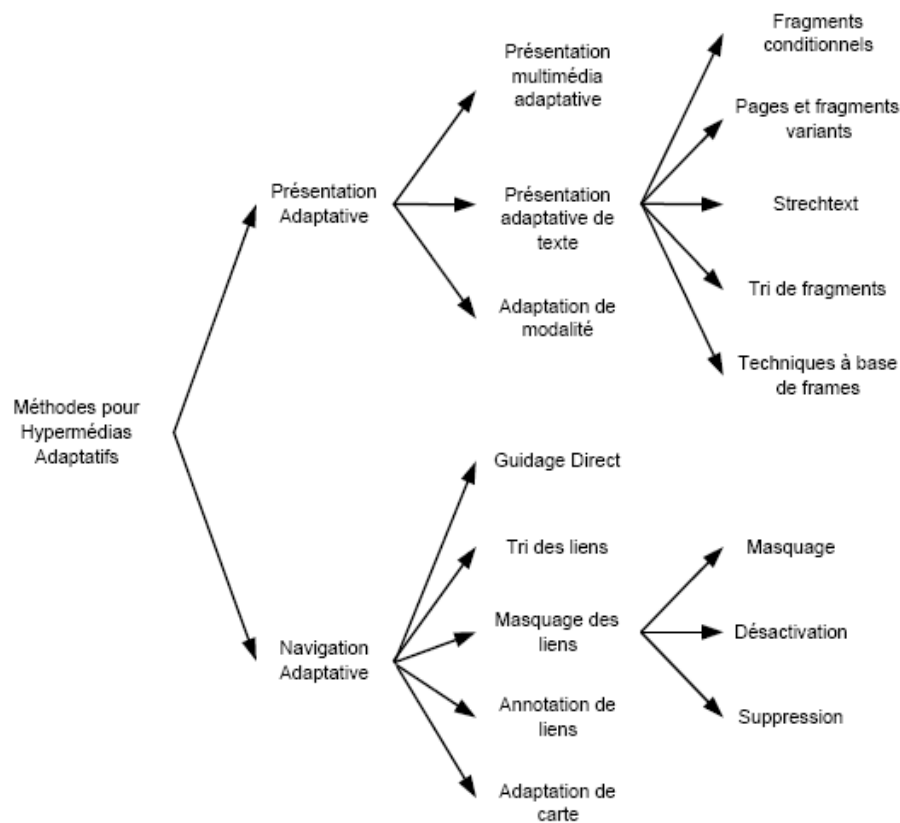 Méthodes pour
Hypermédias
Adaptatifs
Présentation
Adaptative
Présentation
multimédia
adaptative
Présentation
adaptative de
texte
Fragments
conditionnels
Pages et fragments
variants
Strechtext
Tri de fragments
Techniques à base
de frames
Adaptation de
modalité
Navigation
Adaptative
Guidage Direct
Tri des liens
Masquage des
liens
Masquage
Désactivation
Suppression
Annotation de
liens
Adaptation de
carte